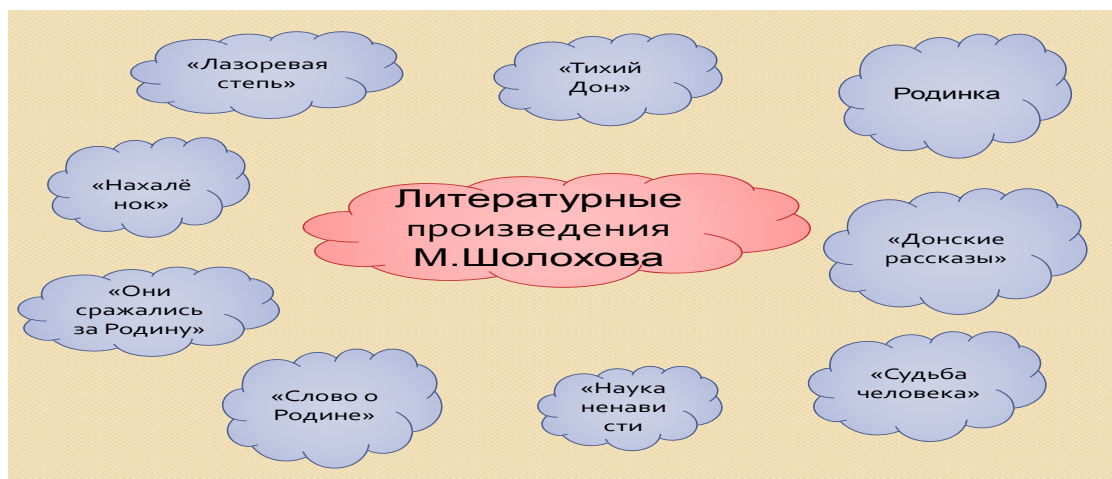 «Лазоревая
степь»
«Тихий
Дон»
Родинка
«Нахалё
нок»
Литературные
произведения
М.Шолохова
«Донские
рассказы»
«Они
сражались
за Родину»
«Слово о
Родине»
«Наука
ненави
сти
«Судьба
человека»